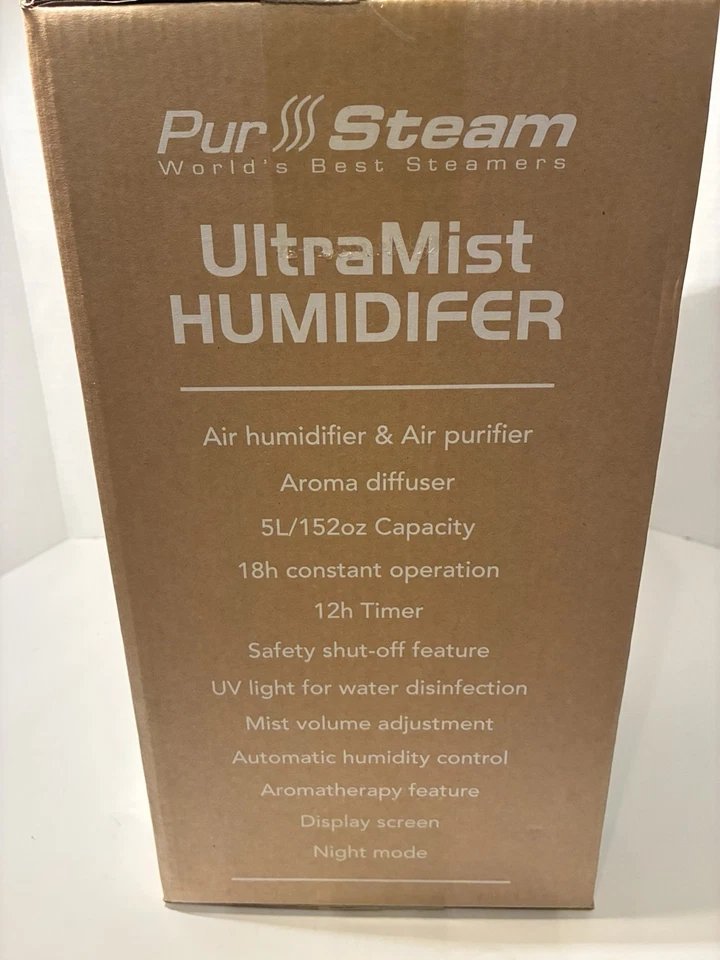 Pur Steam
World's Best Steamers
UltraMist
HUMIDIFER
Air humidifier & Air purifier
Aroma diffuser
5L/152oz Capacity
18h constant operation
12h Timer
Safety shut-off feature
UV light for water disinfection
Mist volume adjustment
Automatic humidity control
Aromatherapy feature
Display screen
Night mode